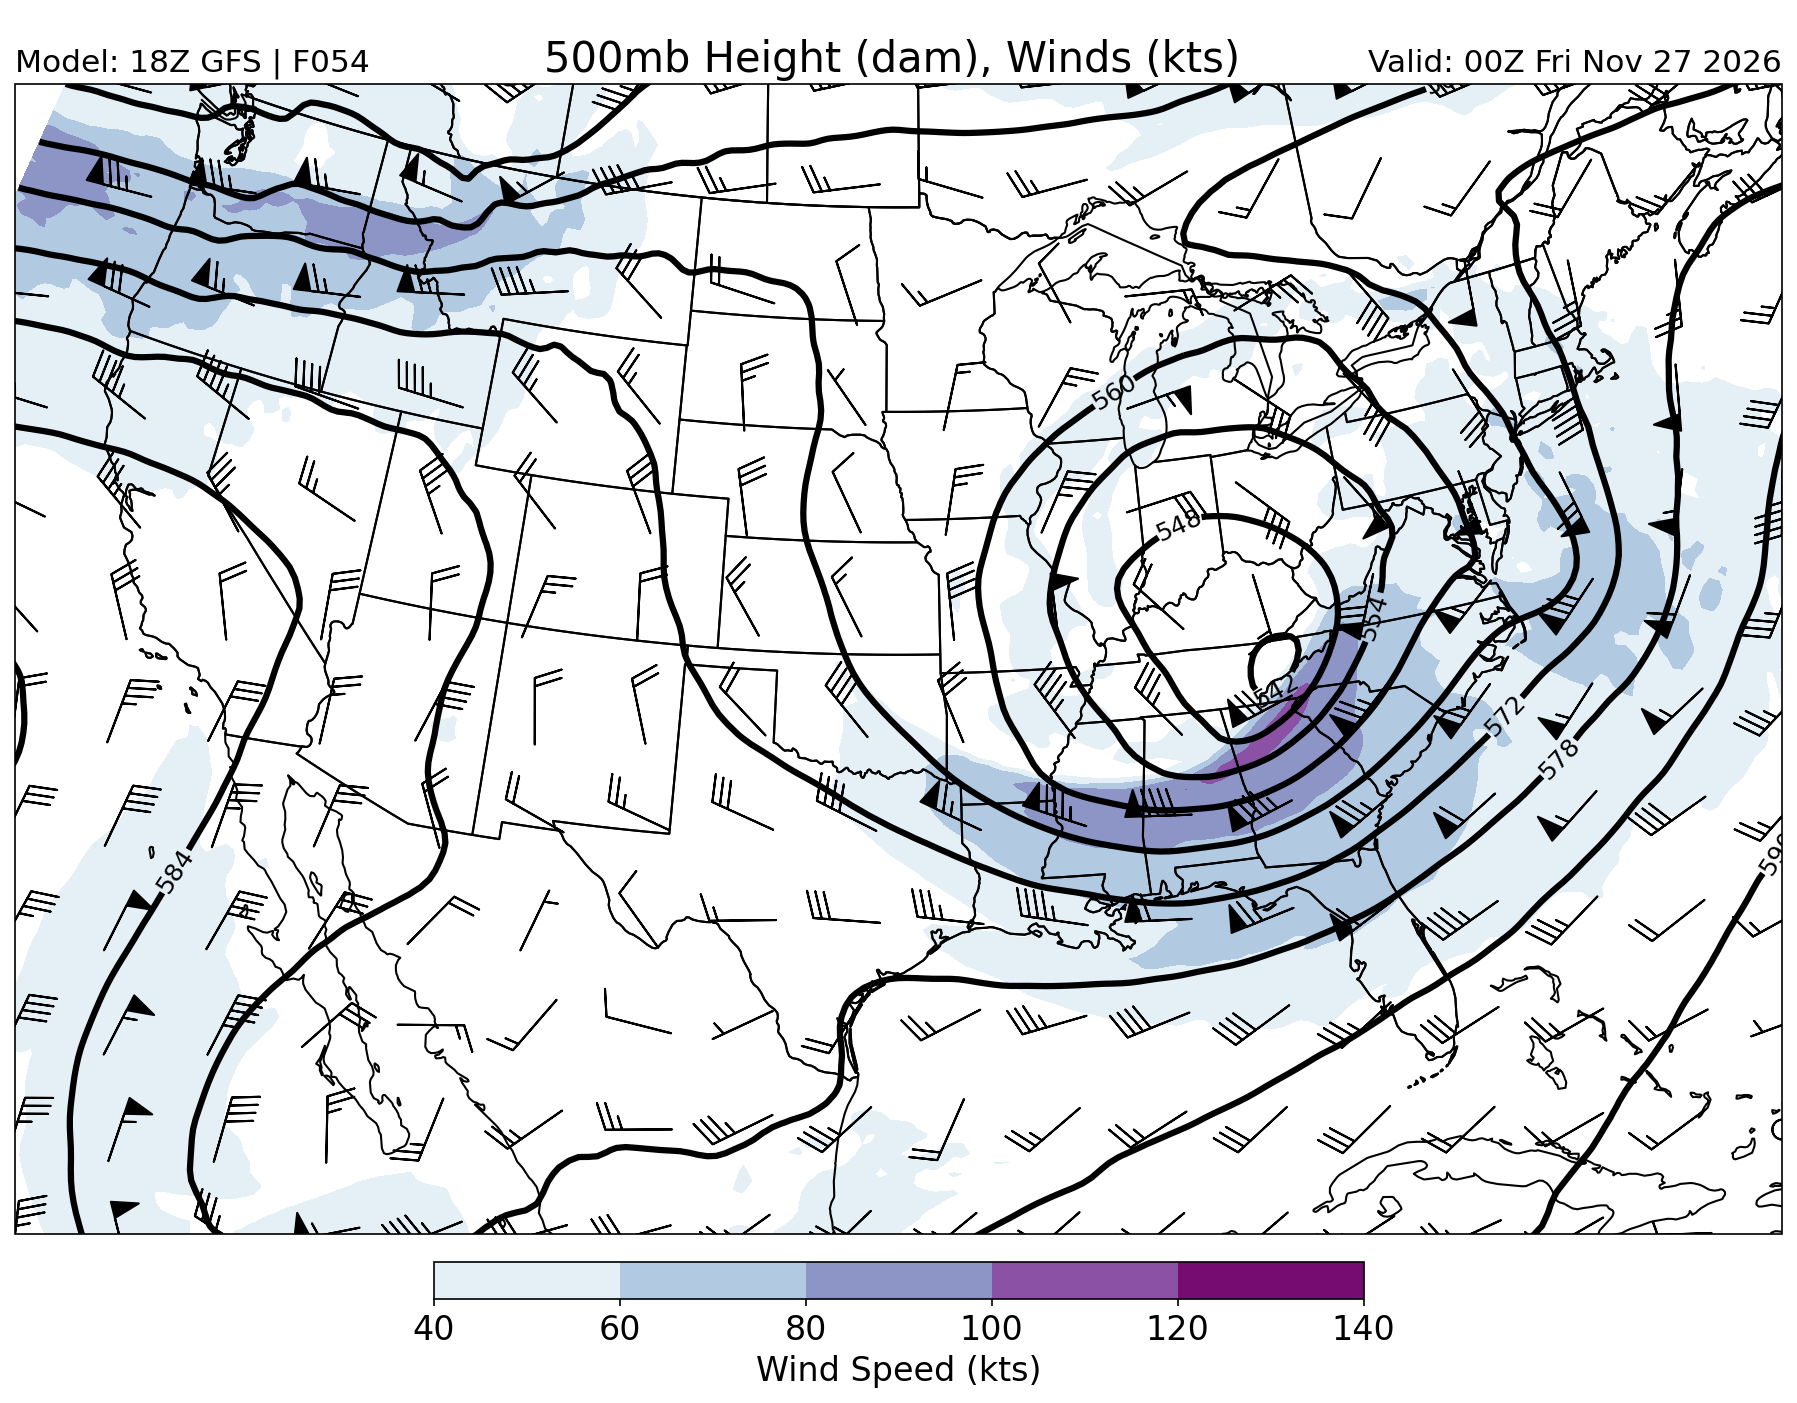 500mb Height (dam), Winds (kts)
Model: 18Z GFS | F054
Valid: 00Z Fri Nov 27 2026
560
548
554
542
572
578
584
40 60 80 100 120 140
Wind Speed (kts)